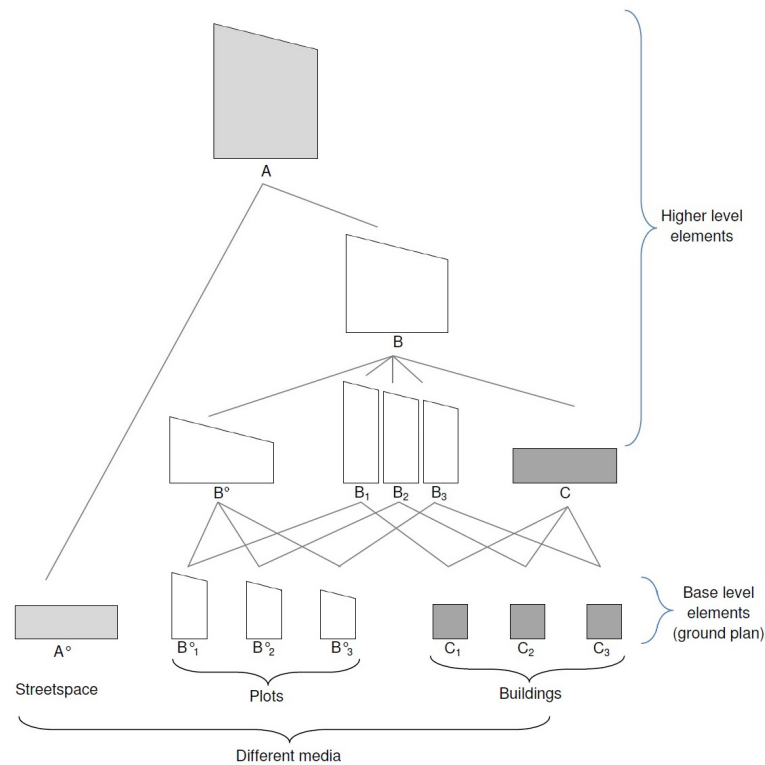 A
Higher level
elements
B
B° B₁ B₂ B₃ C
Base level
elements
(ground plan)
A° B°₁ B°₂ B°₃ C₁ C₂ C₃
Streetspace Plots Buildings
Different media